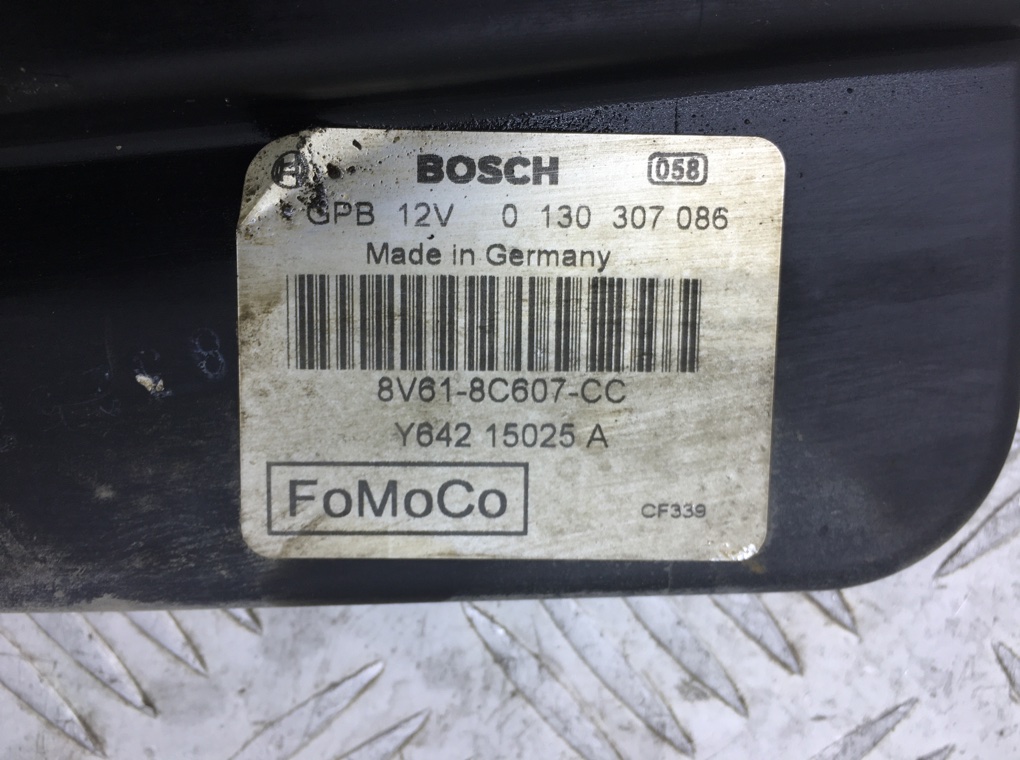 BOSCH 058
GPB 12V 0 130 307 086
Made in Germany
8V61-8C607-CC
Y642 15025 A
FoMoCo
CF339